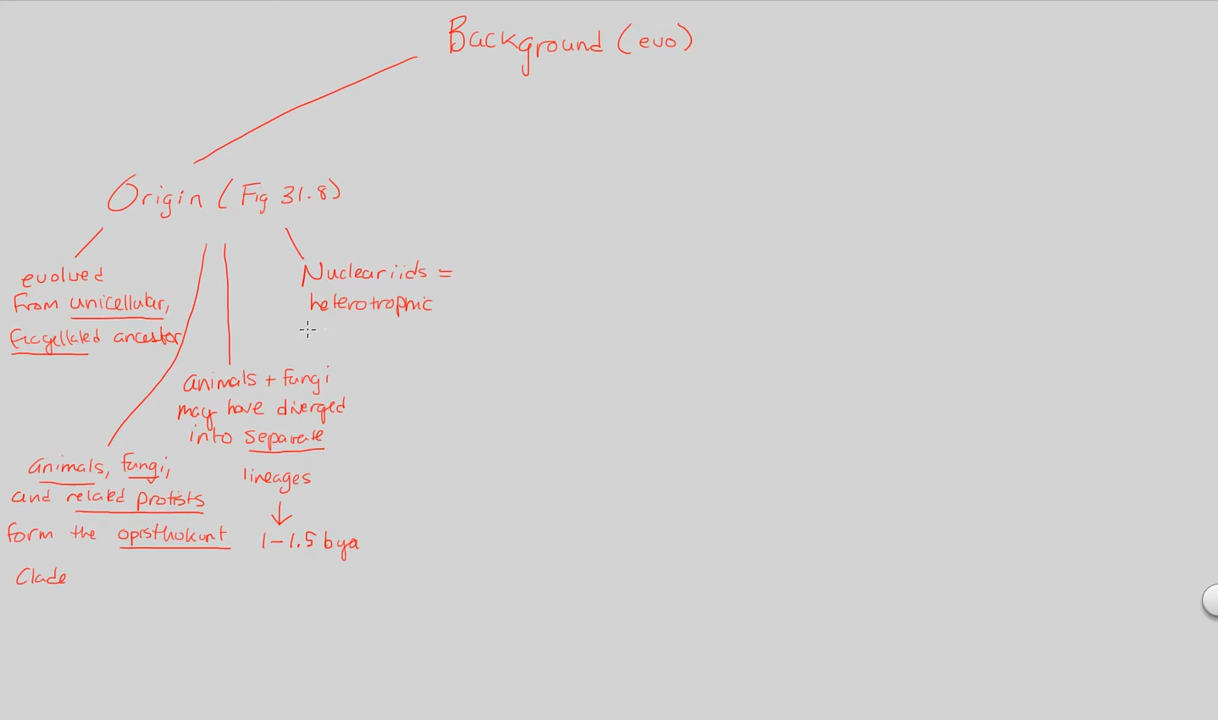 Background (evo)
Origin (Fig 31.8)
evolved
from unicellular,
flagellated ancestor
animals, fungi,
and related protists
form the opisthokont
Clade
animals + fungi
may have diverged
into separate
lineages
↓
1-1.5 bya
Nucleariids =
heterotrophic